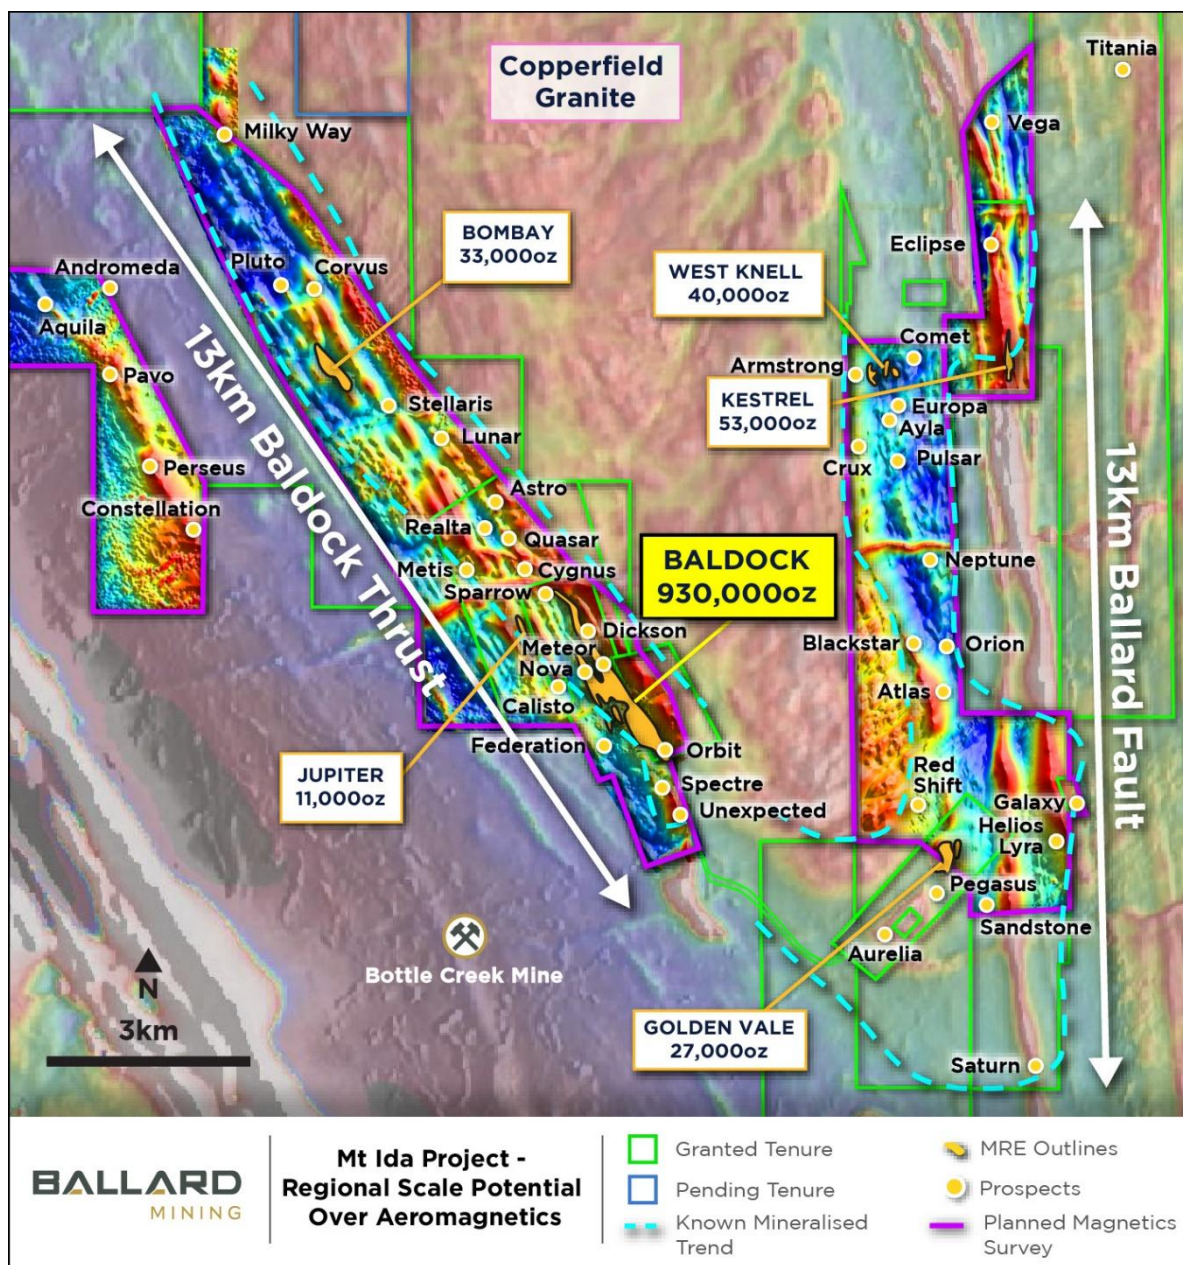 Copperfield
Granite
Titania
Milky Way
Vega
BOMBAY
33,000oz
Eclipse
Andromeda
Pluto
Corvus
WEST KNELL
40,000oz
Aquila
Comet
Pavo
Armstrong
KESTREL
53,000oz
Stellaris
Europa
Ayla
Lunar
Crux
Pulsar
Perseus
Constellation
Astro
Realta
Quasar
13km Baldock Thrust
13km Ballard Fault
Metis
Cygnus
Sparrow
BALDOCK
930,000oz
Neptune
Dickson
Meteor
Nova
Blackstar
Orion
Calisto
Atlas
Federation
Orbit
JUPITER
11,000oz
Spectre
Unexpected
Red
Shift
Galaxy
Helios
Lyra
Pegasus
Sandstone
Aurelia
Bottle Creek Mine
N
3km
GOLDEN VALE
27,000oz
Saturn
BALLARD
MINING
Mt Ida Project -
Regional Scale Potential
Over Aeromagnetics
Granted Tenure
Pending Tenure
Known Mineralised
Trend
MRE Outlines
Prospects
Planned Magnetics
Survey